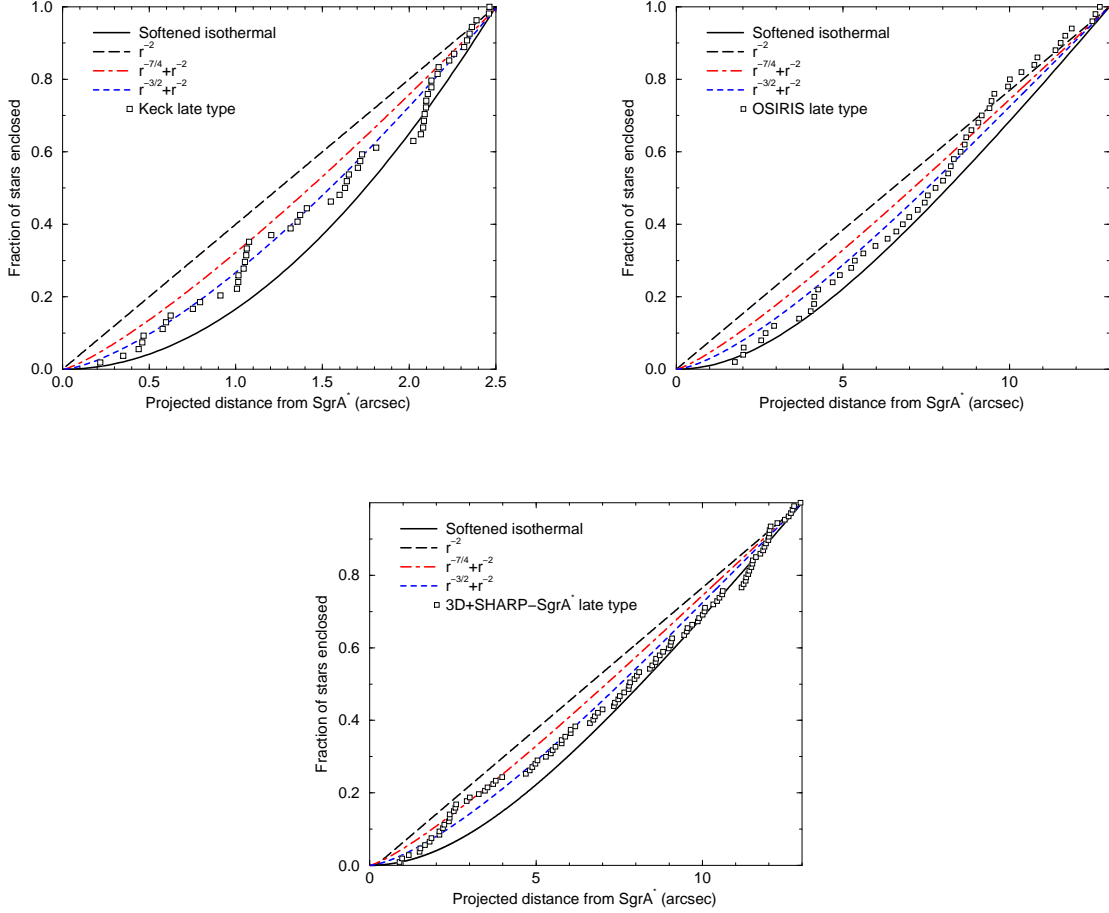 1.0
0.8
0.6
0.4
0.2
0.0
Fraction of stars enclosed
Softened isothermal
r⁻²
r⁻⁷/⁴+r⁻²
r⁻³/²+r⁻²
Keck late type
0.0 0.5 1.0 1.5 2.0 2.5
Projected distance from SgrA* (arcsec)
1.0
0.8
0.6
0.4
0.2
0.0
Fraction of stars enclosed
Softened isothermal
r⁻²
r⁻⁷/⁴+r⁻²
r⁻³/²+r⁻²
OSIRIS late type
0 5 10
Projected distance from SgrA* (arcsec)
0.8
0.6
0.4
0.2
0.0
Fraction of stars enclosed
Softened isothermal
r⁻²
r⁻⁷/⁴+r⁻²
r⁻³/²+r⁻²
3D+SHARP−SgrA* late type
0 5 10
Projected distance from SgrA* (arcsec)